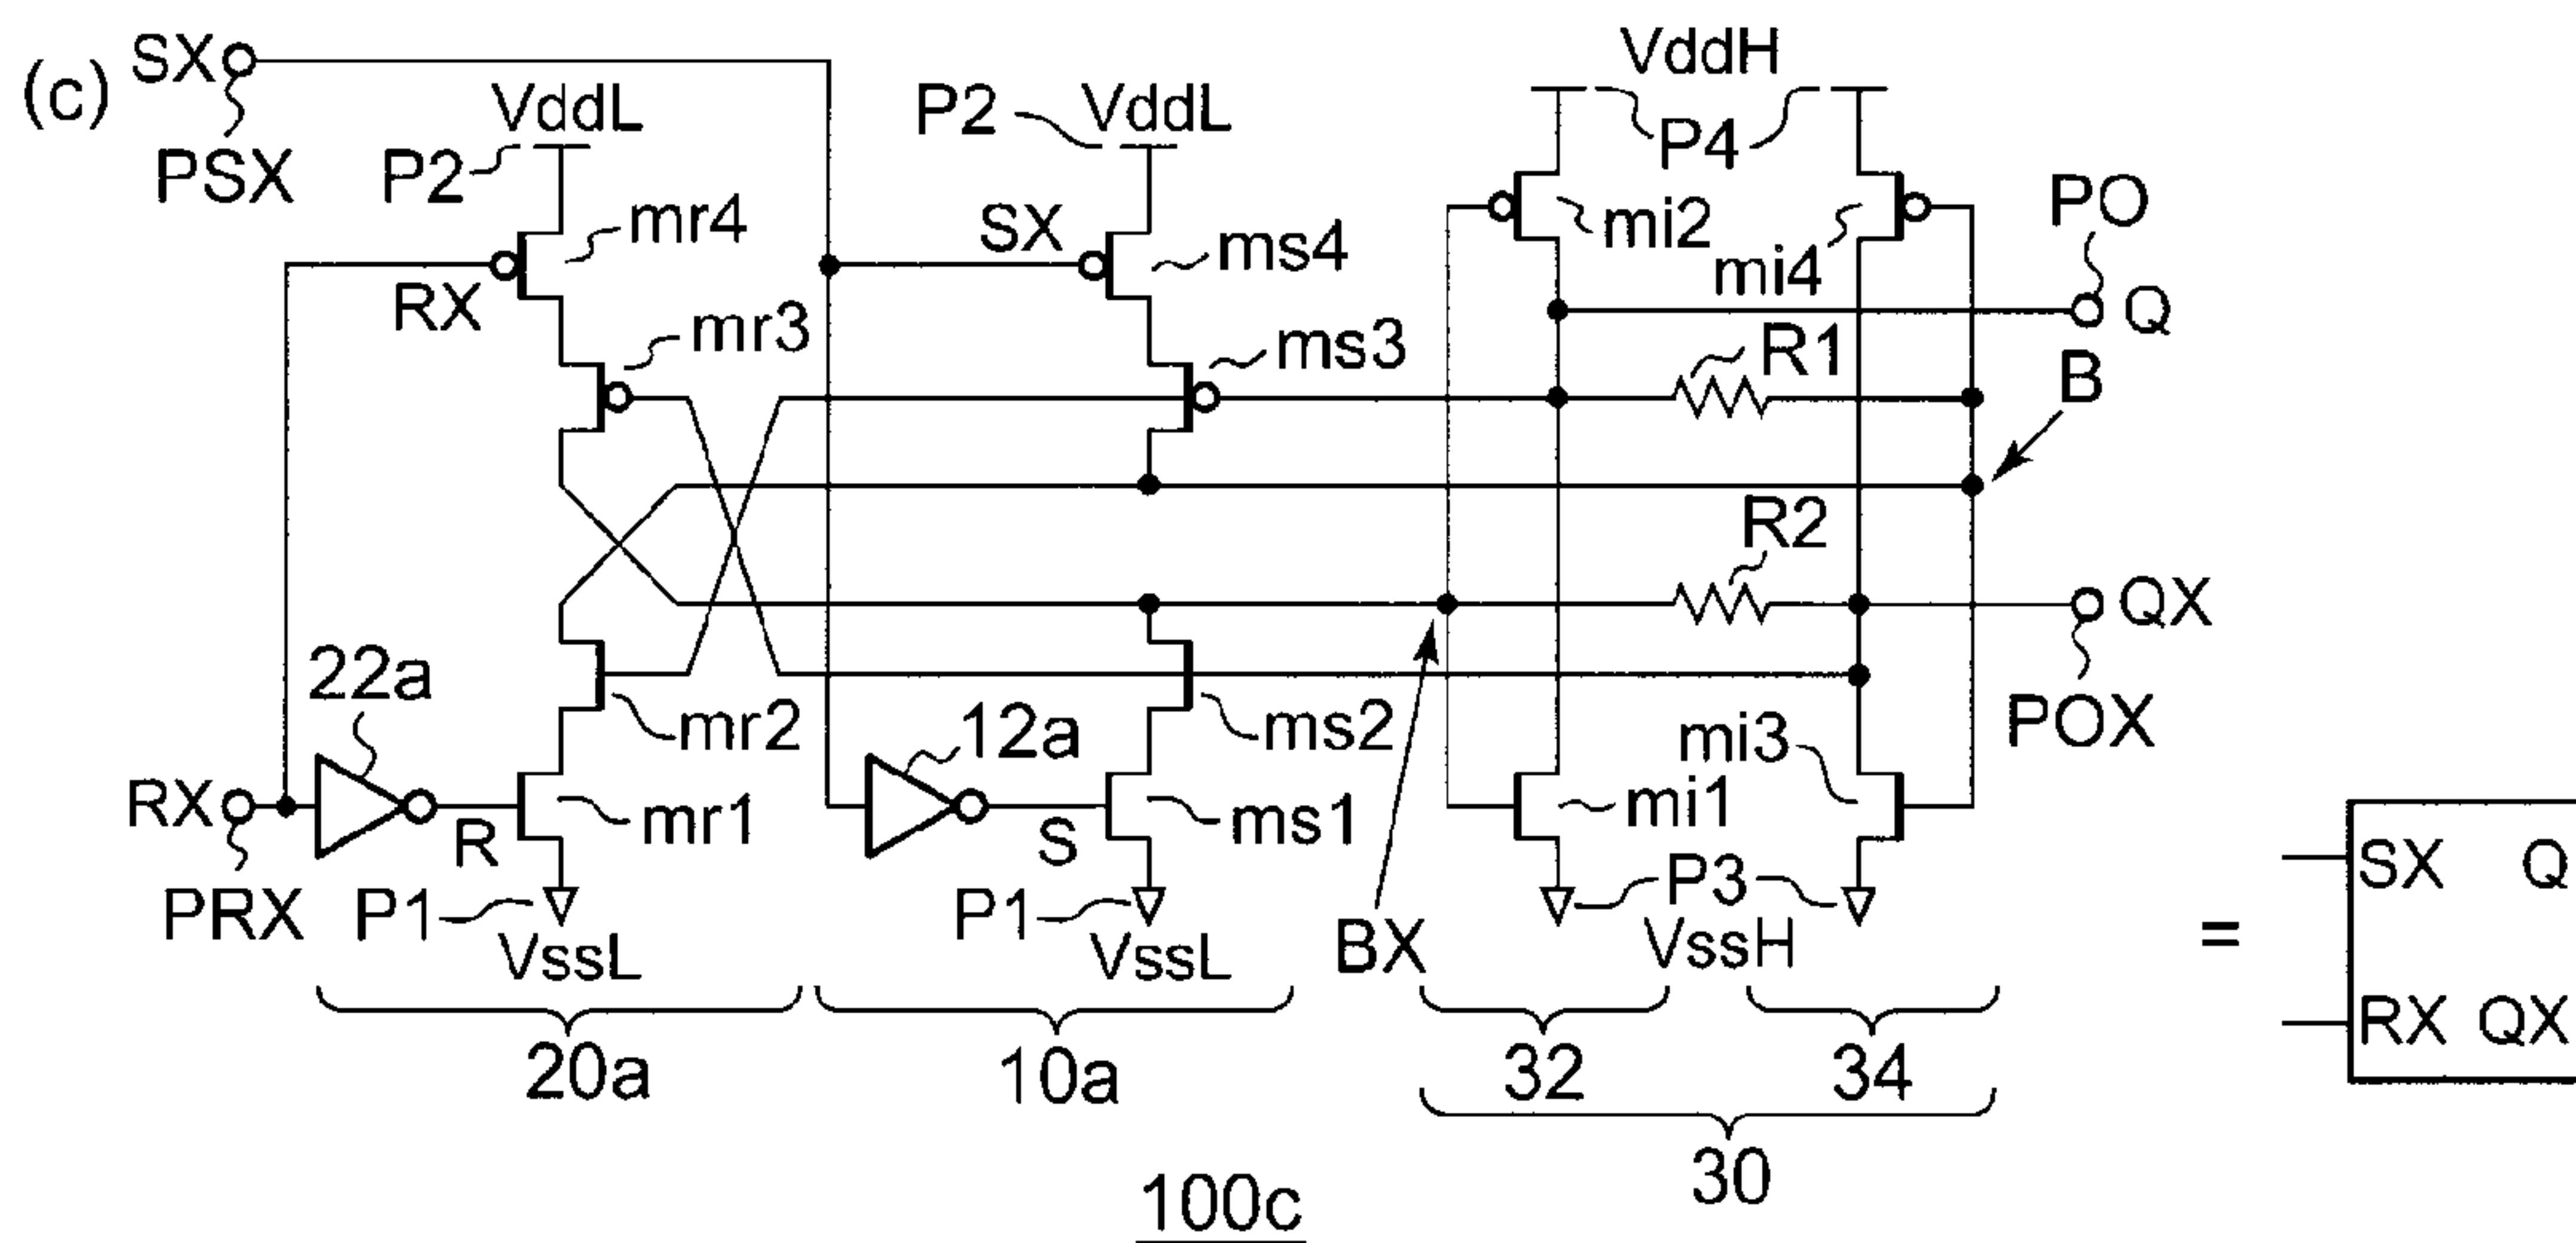 (c)
SX
PSX
VddL
P2
mr4
RX
mr3
22a
mr2
RX
R
mr1
PRX
P1
VssL
20a
P2
VddL
SX
ms4
ms3
12a
ms2
S
ms1
P1
VssL
10a
VddH
P4
mi2
mi4
PO
Q
R1
B
R2
QX
POX
mi3
mi1
P3
BX
VssH
32
34
30
=
SX Q
RX QX
100c